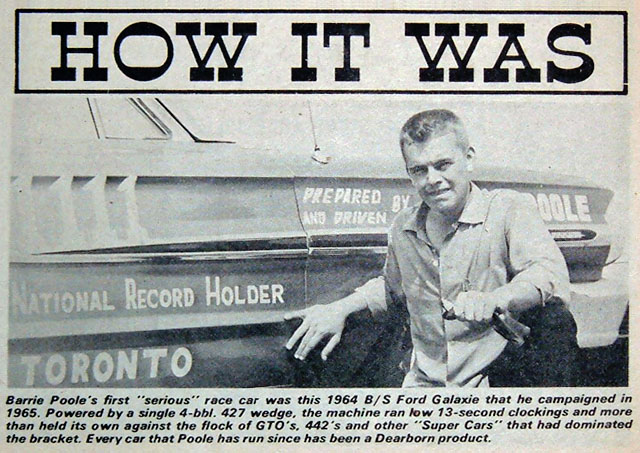 HOW IT WAS
PREPARED BY
AND DRIVEN
POOLE
NATIONAL RECORD HOLDER
TORONTO
Barrie Poole's first "serious" race car was this 1964 B/S Ford Galaxie that he campaigned in
1965. Powered by a single 4-bbl. 427 wedge, the machine ran low 13-second clockings and more
than held its own against the flock of GTO's, 442's and other "Super Cars" that had dominated
the bracket. Every car that Poole has run since has been a Dearborn product.